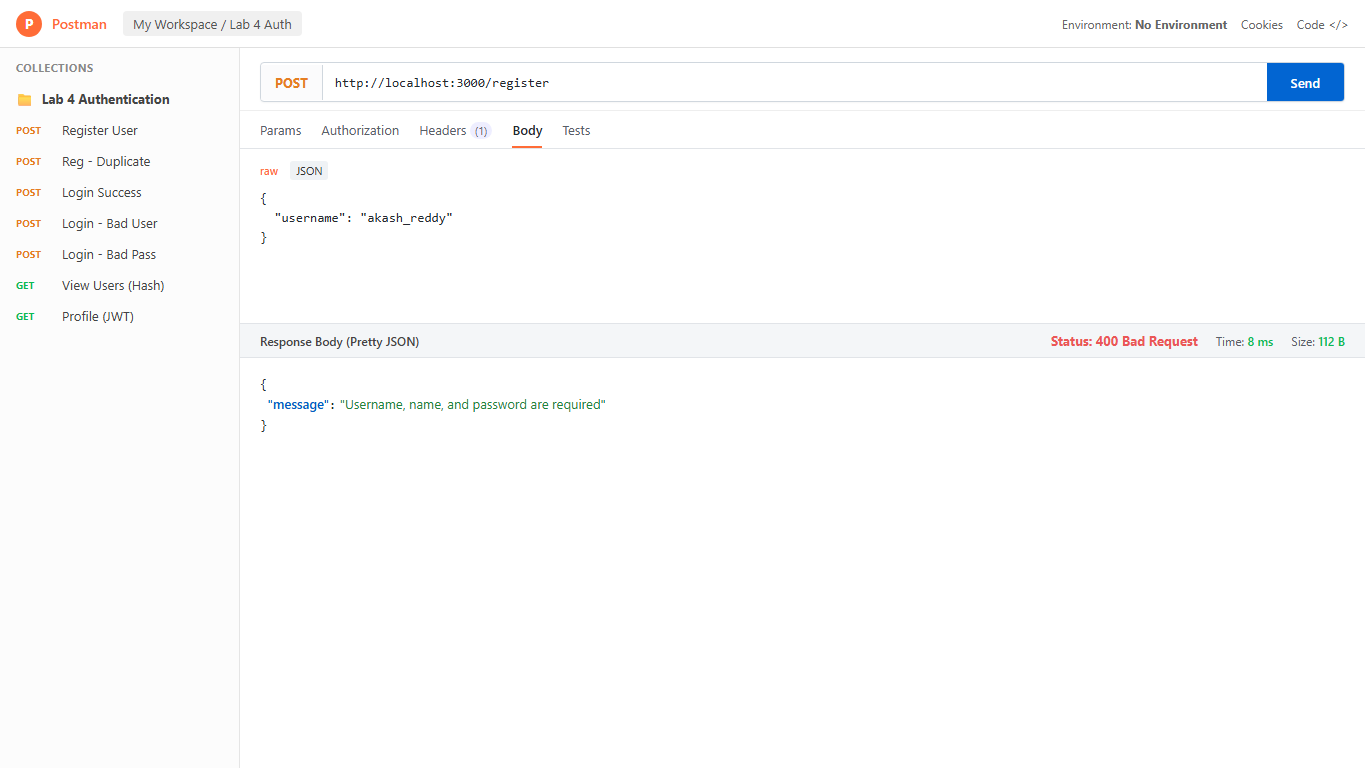 P Postman My Workspace / Lab 4 Auth Environment: No Environment Cookies Code </>
COLLECTIONS
Lab 4 Authentication
POST Register User
POST Reg - Duplicate
POST Login Success
POST Login - Bad User
POST Login - Bad Pass
GET View Users (Hash)
GET Profile (JWT)
POST http://localhost:3000/register Send
Params Authorization Headers (1) Body Tests
raw JSON
{
  "username": "akash_reddy"
}
Response Body (Pretty JSON) Status: 400 Bad Request Time: 8 ms Size: 112 B
{
  "message": "Username, name, and password are required"
}